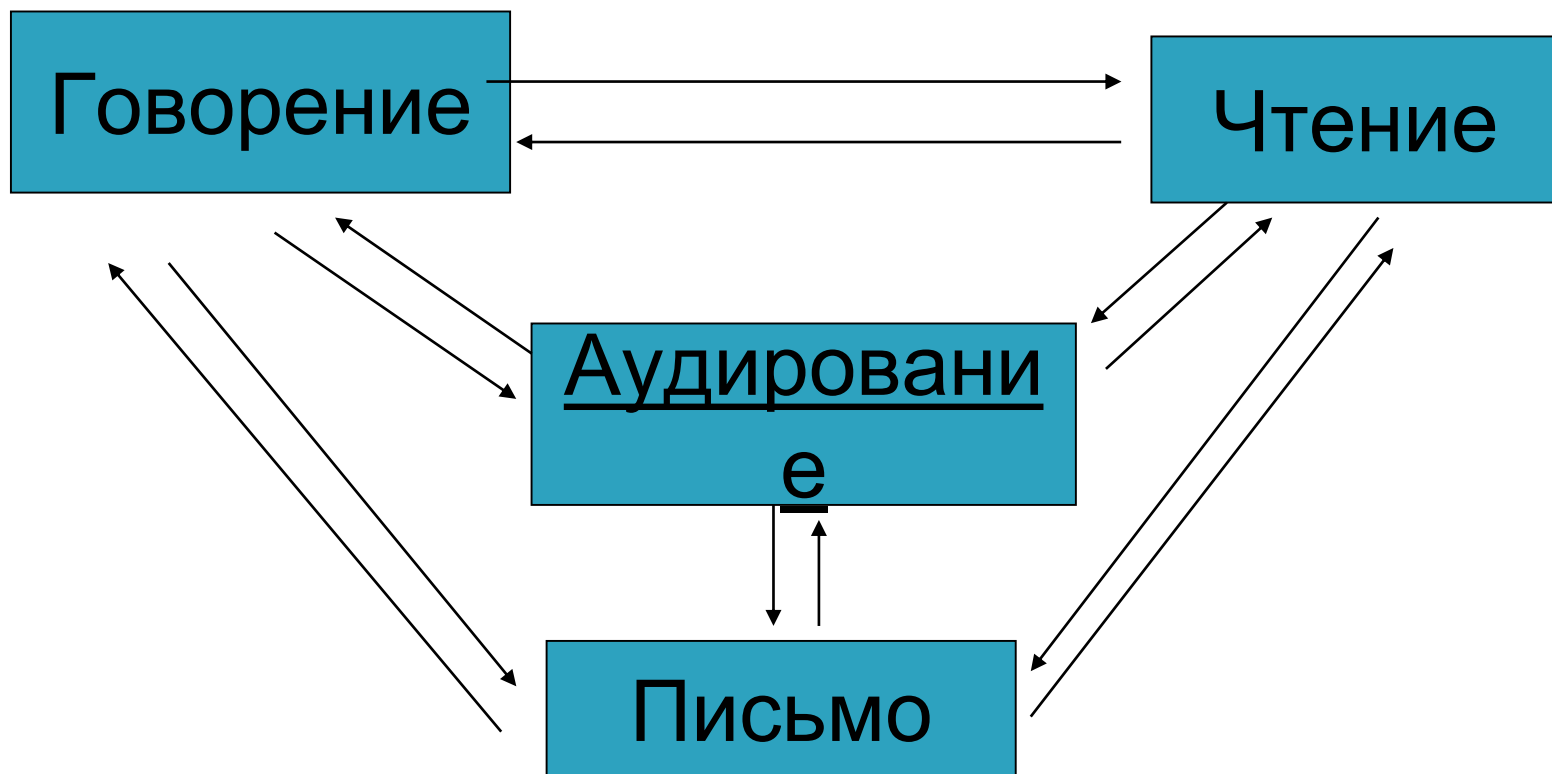 Говорение
Чтение
Аудировани
е
Письмо